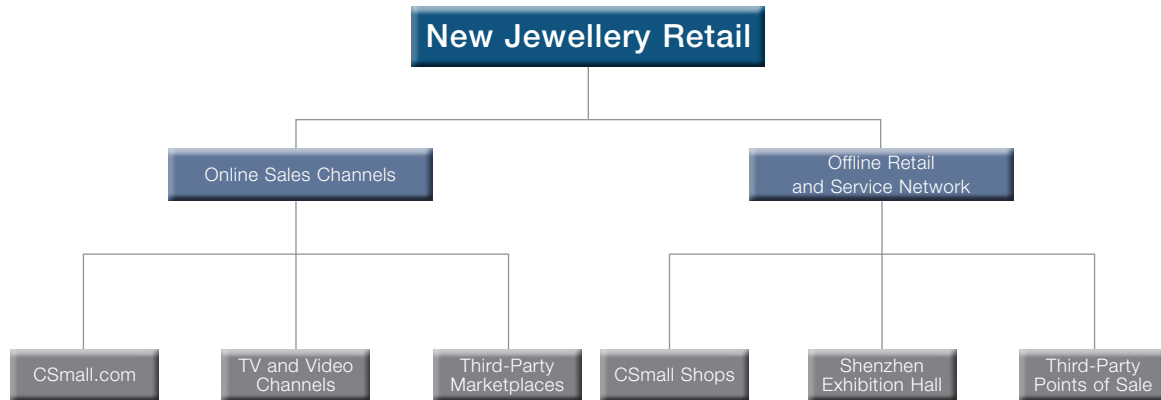 New Jewellery Retail
Online Sales Channels
Offline Retail
and Service Network
CSmall.com
TV and Video
Channels
Third-Party
Marketplaces
CSmall Shops
Shenzhen
Exhibition Hall
Third-Party
Points of Sale